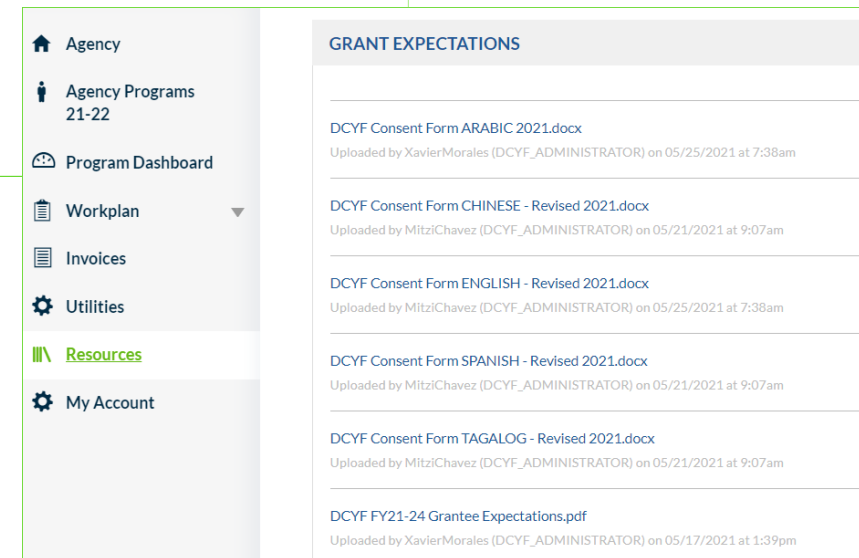 Agency
Agency Programs
21-22
Program Dashboard
Workplan
Invoices
Utilities
Resources
My Account
GRANT EXPECTATIONS
DCYF Consent Form ARABIC 2021.docx
Uploaded by XavierMorales (DCYF_ADMINISTRATOR) on 05/25/2021 at 7:38am
DCYF Consent Form CHINESE - Revised 2021.docx
Uploaded by MitziChavez (DCYF_ADMINISTRATOR) on 05/21/2021 at 9:07am
DCYF Consent Form ENGLISH - Revised 2021.docx
Uploaded by MitziChavez (DCYF_ADMINISTRATOR) on 05/25/2021 at 7:38am
DCYF Consent Form SPANISH - Revised 2021.docx
Uploaded by MitziChavez (DCYF_ADMINISTRATOR) on 05/21/2021 at 9:07am
DCYF Consent Form TAGALOG - Revised 2021.docx
Uploaded by MitziChavez (DCYF_ADMINISTRATOR) on 05/21/2021 at 9:07am
DCYF FY21-24 Grantee Expectations.pdf
Uploaded by XavierMorales (DCYF_ADMINISTRATOR) on 05/17/2021 at 1:39pm